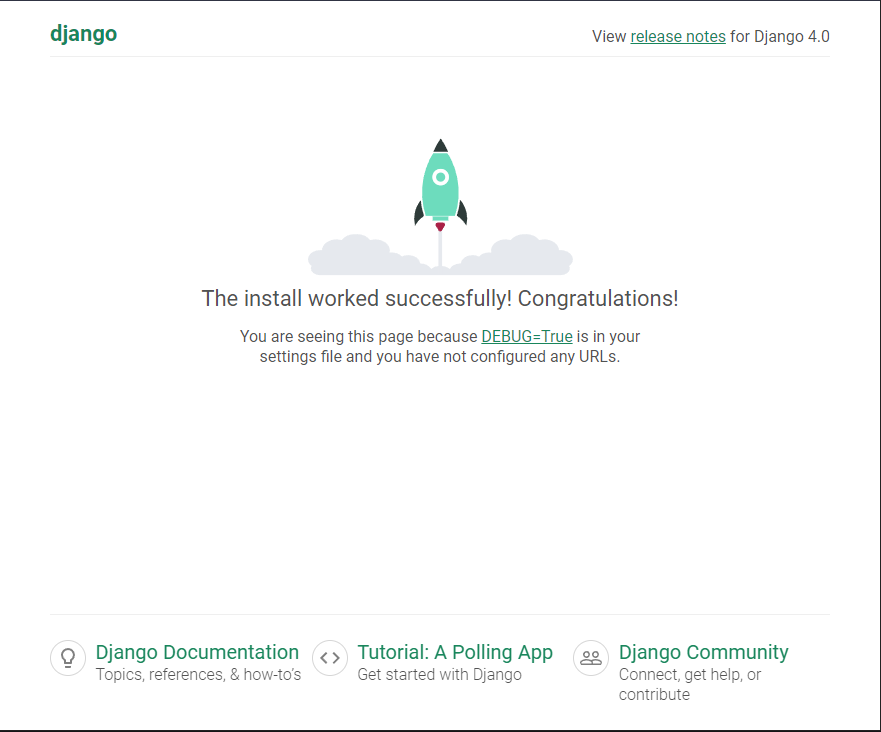 django
View release notes for Django 4.0
The install worked successfully! Congratulations!
You are seeing this page because DEBUG=True is in your
settings file and you have not configured any URLs.
Django Documentation
Topics, references, & how-to’s
Tutorial: A Polling App
Get started with Django
Django Community
Connect, get help, or
contribute